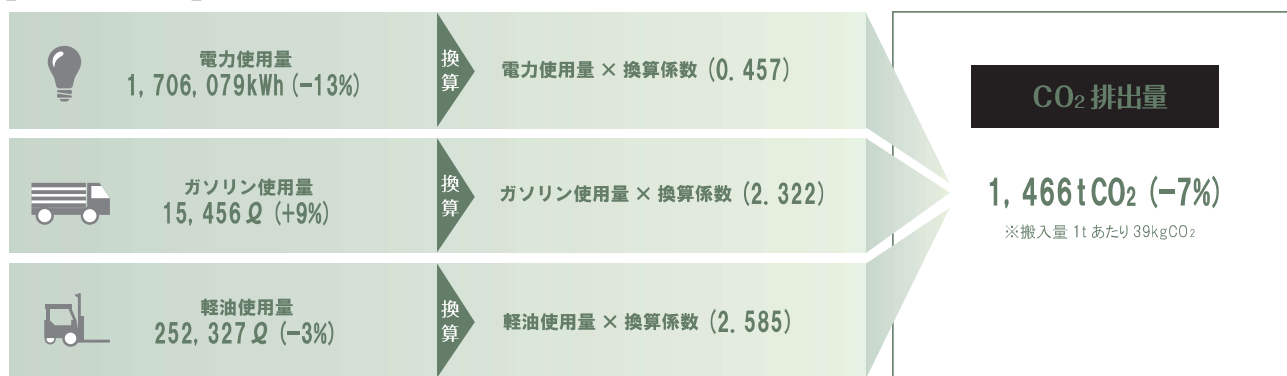 電力使用量
1,706,079kWh (-13%)
換算
電力使用量 × 換算係数 (0.457)
ガソリン使用量
15,456ℓ (+9%)
換算
ガソリン使用量 × 換算係数 (2.322)
軽油使用量
252,327ℓ (-3%)
換算
軽油使用量 × 換算係数 (2.585)
CO₂排出量
1,466tCO₂ (-7%)
※搬入量 1t あたり 39kgCO₂